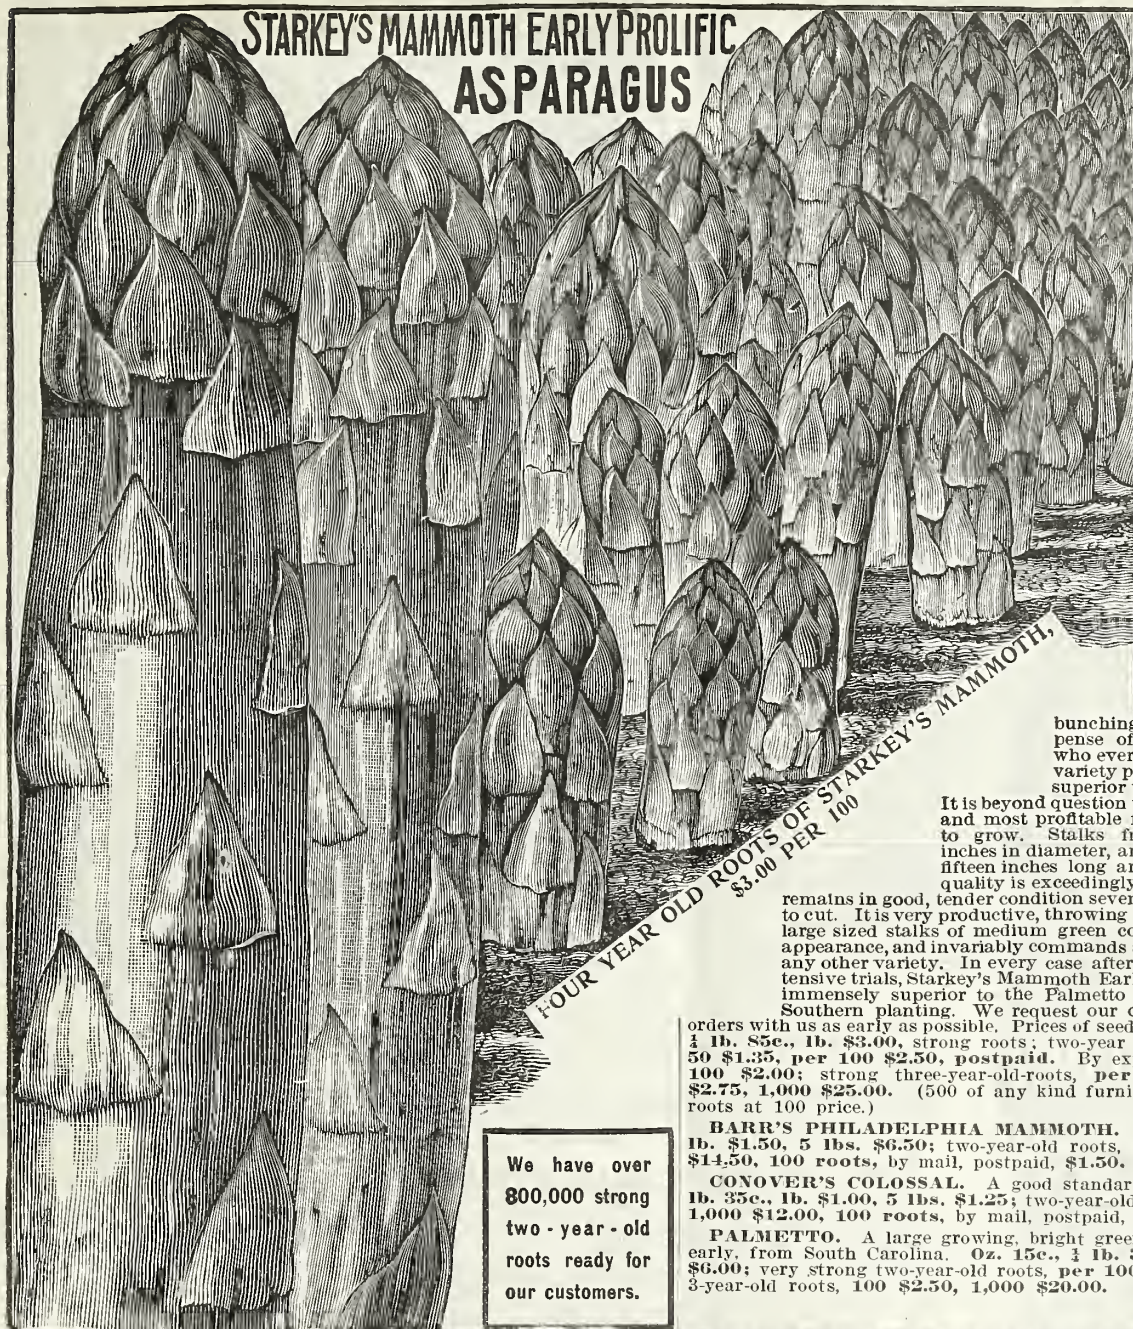 STARKEY'S MAMMOTH EARLY PROLIFIC
ASPARAGUS
FOUR YEAR OLD ROOTS OF STARKEY'S MAMMOTH,
$3.00 PER 100
bunching
pense of
who ever
variety p
superior
It is beyond question
and most profitable
to grow. Stalks fr
inches in diameter, an
fifteen inches long an
quality is exceedingly
remains in good, tender condition sever
to cut. It is very productive, throwing
large sized stalks of medium green co
appearance, and invariably commands
any other variety. In every case after
tensive trials, Starkey's Mammoth Ear
immensely superior to the Palmetto
Southern planting. We request our c
orders with us as early as possible. Prices of seed
¼ lb. 85c., lb. $3.00, strong roots; two-year
50 $1.35, per 100 $2.50, postpaid. By ex
100 $2.00; strong three-year-old-roots, per
$2.75, 1,000 $25.00. (500 of any kind furni
roots at 100 price.)
BARR'S PHILADELPHIA MAMMOTH.
lb. $1.50, 5 lbs. $6.50; two-year-old roots,
$14.50, 100 roots, by mail, postpaid, $1.50.
CONOVER'S COLOSSAL. A good standar
lb. 35c., lb. $1.00, 5 lbs. $1.25; two-year-old
1,000 $12.00, 100 roots, by mail, postpaid,
PALMETTO. A large growing, bright gree
early, from South Carolina. Oz. 15c., ¼ lb.
$6.00; very strong two-year-old roots, per 100
3-year-old roots, 100 $2.50, 1,000 $20.00.
We have over
800,000 strong
two-year-old
roots ready for
our customers.